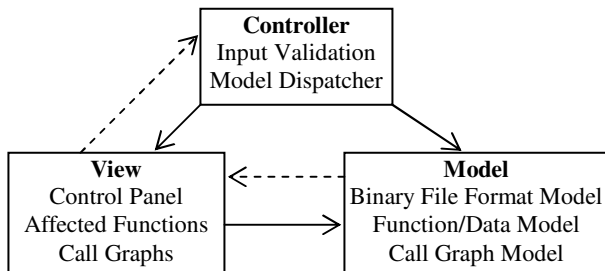 Controller
Input Validation
Model Dispatcher
View
Control Panel
Affected Functions
Call Graphs
Model
Binary File Format Model
Function/Data Model
Call Graph Model